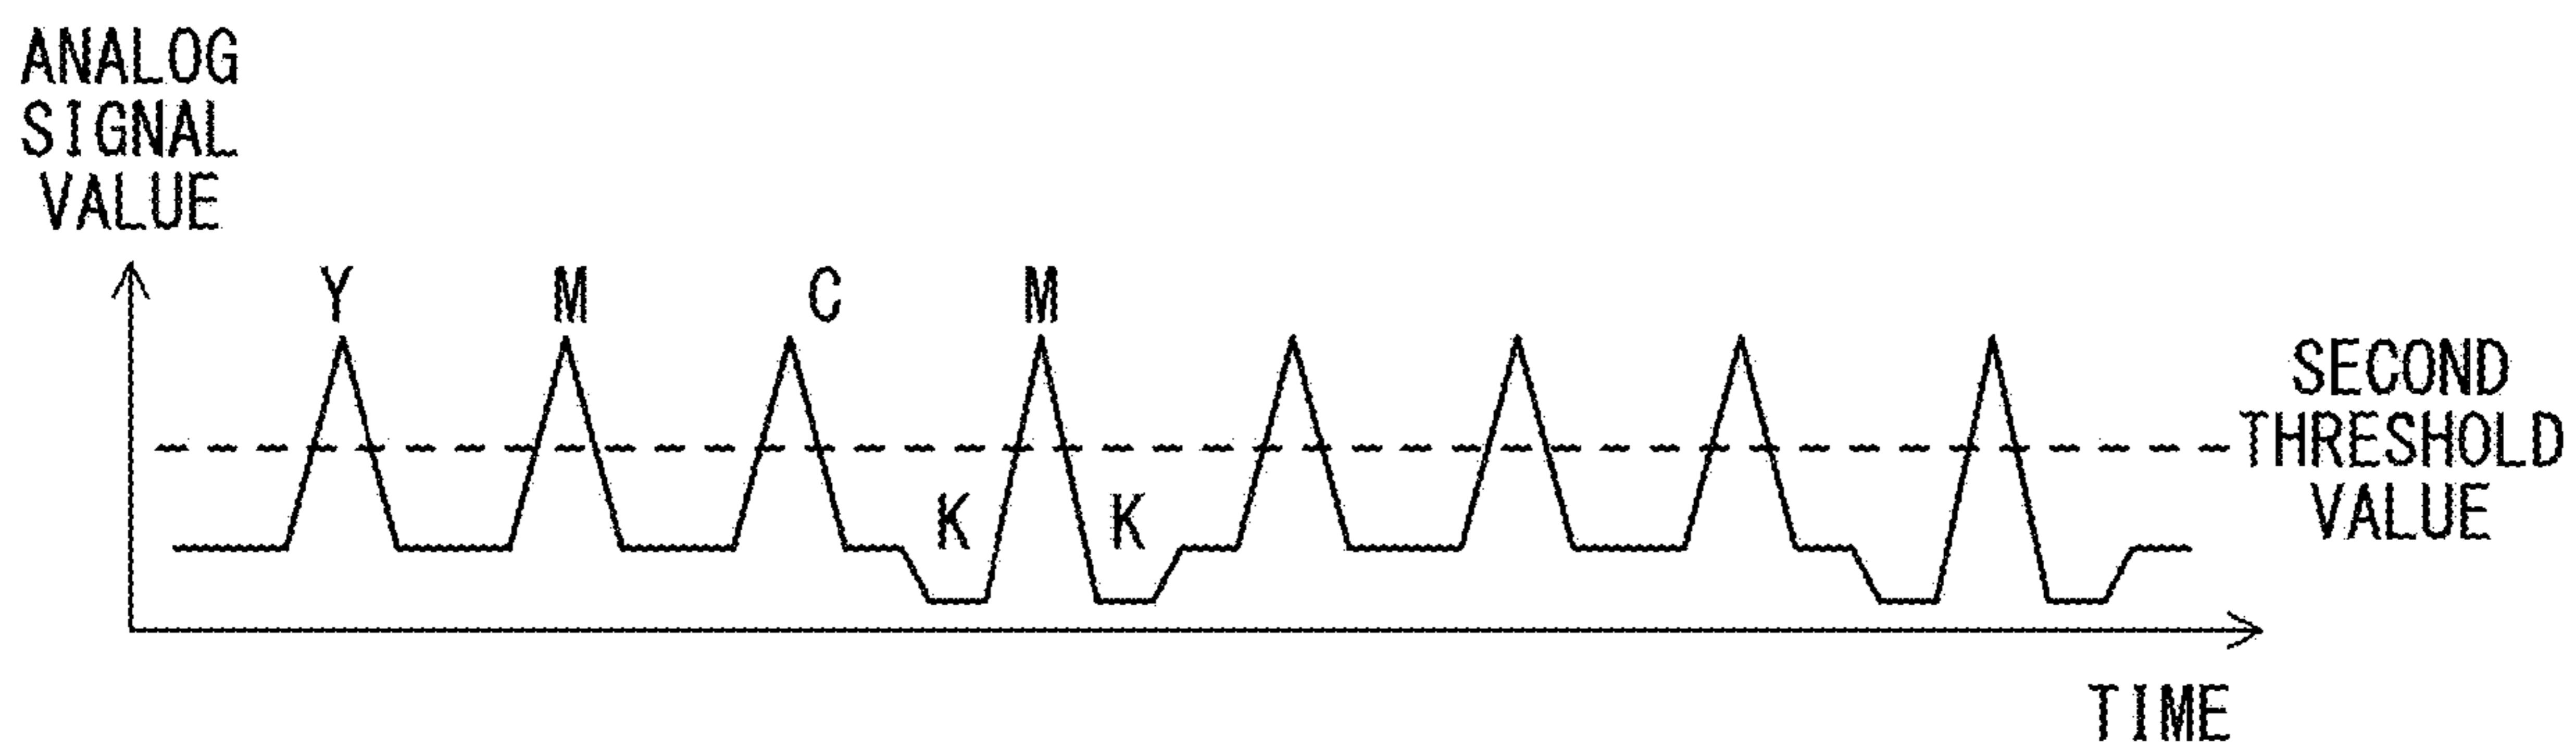 ANALOG
SIGNAL
VALUE
Y M C M
K K
SECOND
THRESHOLD
VALUE
TIME